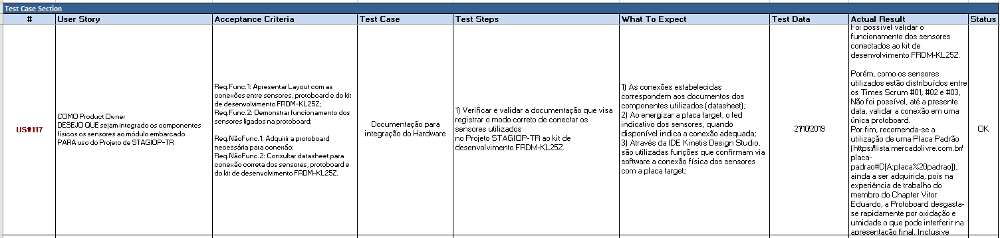 Test Case Section
#
User Story
Acceptance Criteria
Test Case
Test Steps
What To Expect
Test Data
Actual Result
Status
US#117
COMO Product Owner
DESEJO QUE sejam integrado os componentes
físicos os sensores ao módulo embarcado
PARA uso do Projeto de STAGIOP-TR
Req.Func.1: Apresentar Layout com as
conexões entre sensores, protoboard e do kit
de desenvolvimento FRDM-KL25Z;
Req.Func.2: Demonstrar funcionamento dos
sensores ligados na protoboard;
Req.NãoFunc.1: Adquirir a protoboard
necessária para conexão;
Req.NãoFunc.2: Consultar datasheet para
conexão correta dos sensores, protoboard e
do kit de desenvolvimento FRDM-KL25Z.
Documentação para
integração do Hardware
1) Verificar e validar a documentação que visa
registrar o modo correto de conectar os
sensores utilizados
no Projeto STAGIOP-TR ao kit de
desenvolvimento FRDM-KL25Z.
1) As conexões estabelecidas
correspondem aos documentos dos
componentes utilizados (datasheet);
2) Ao energizar a placa target, o led
indicativo dos sensores, quando
disponível indica a conexão adequada;
3) Através da IDE Kinetis Design Studio,
são utilizadas funções que confirmam via
software a conexão física dos sensores
com a placa target;
21/10/2019
Foi possível validar o
funcionamento dos sensores
conectados ao kit de
desenvolvimento FRDM-KL25Z.
Porém, como os sensores
utilizados estão distribuídos entre
os Times Scrum #01, #02 e #03,
Não foi possível, até a presente
data, validar a conexão em uma
única protoboard.
Por fim, recomenda-se a
utilização de uma Placa Padrão
(https://lista.mercadolivre.com.br/
placa-
padrao#D[A:placa%20padrao]),
ainda a ser adquirida, pois na
experiência de trabalho do
membro do Chapter Vitor
Eduardo, a Protoboard desgasta-
se rapidamente por oxidação e
umidade o que pode interferir na
apresentação final. Inclusive
OK